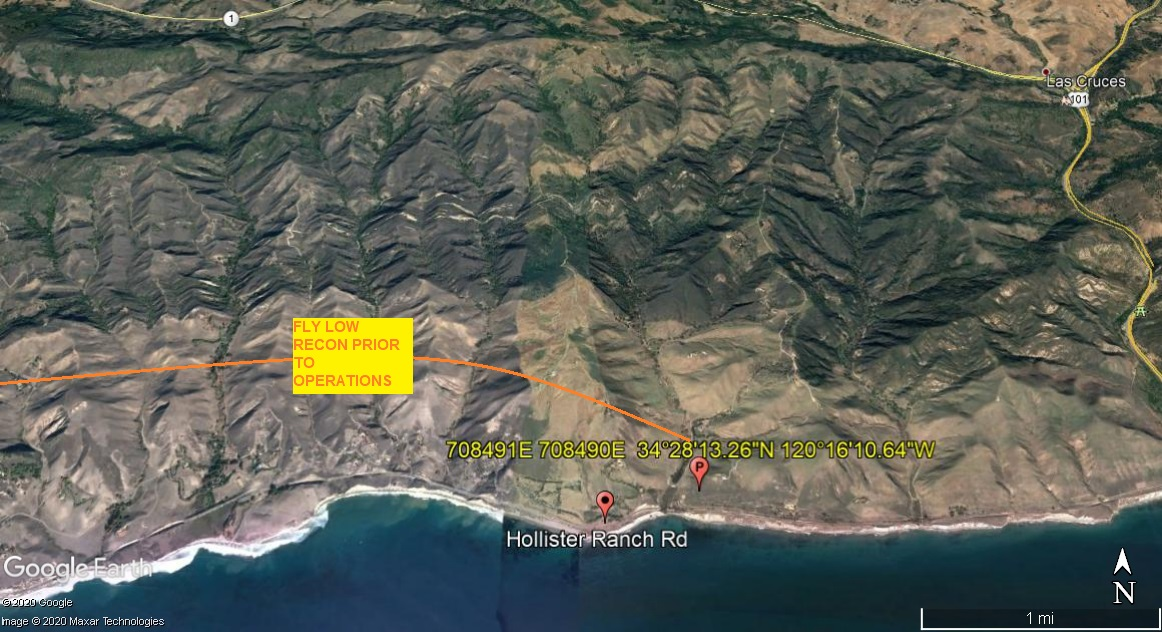 1
Las Cruces
101
FLY LOW
RECON PRIOR
TO
OPERATIONS
708491E 708490E 34°28'13.26"N 120°16'10.64"W
P
Hollister Ranch Rd
Google Earth
N
© 2020 Google
1 mi
Image © 2020 Maxar Technologies